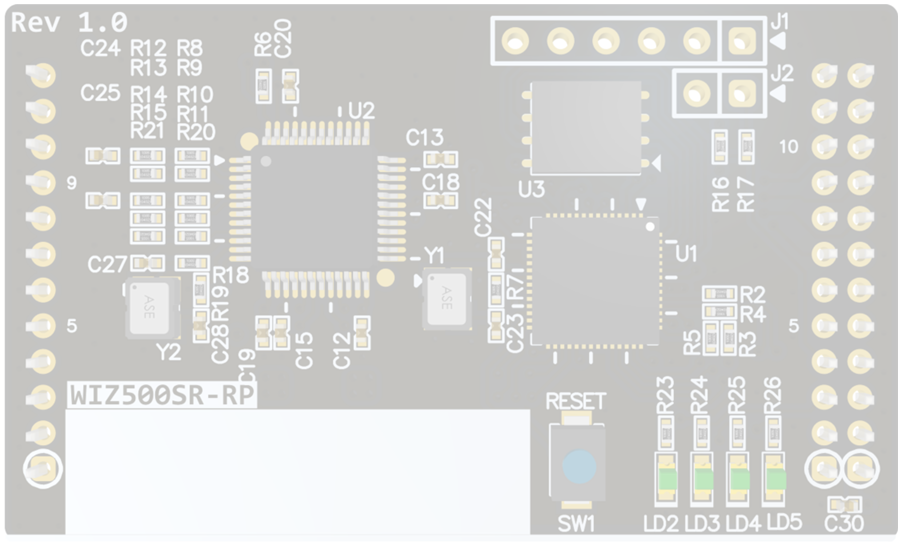 Rev 1.0
C24 R12 R8
R13 R9
C25 R14 R10
R15 R11
R21 R20
R6 C20
U2
J1
J2
C13
C18
U3
R16 R17
10
9
C22
U1
Y1
C27
R18
R19
C28
ASE
Y2
ASE
R7
C23
R2
R4
R5 R3
5
5
C19 C15 C12
WIZ500SR-RP
RESET
SW1
R23 R24 R25 R26
LD2 LD3 LD4 LD5
C30